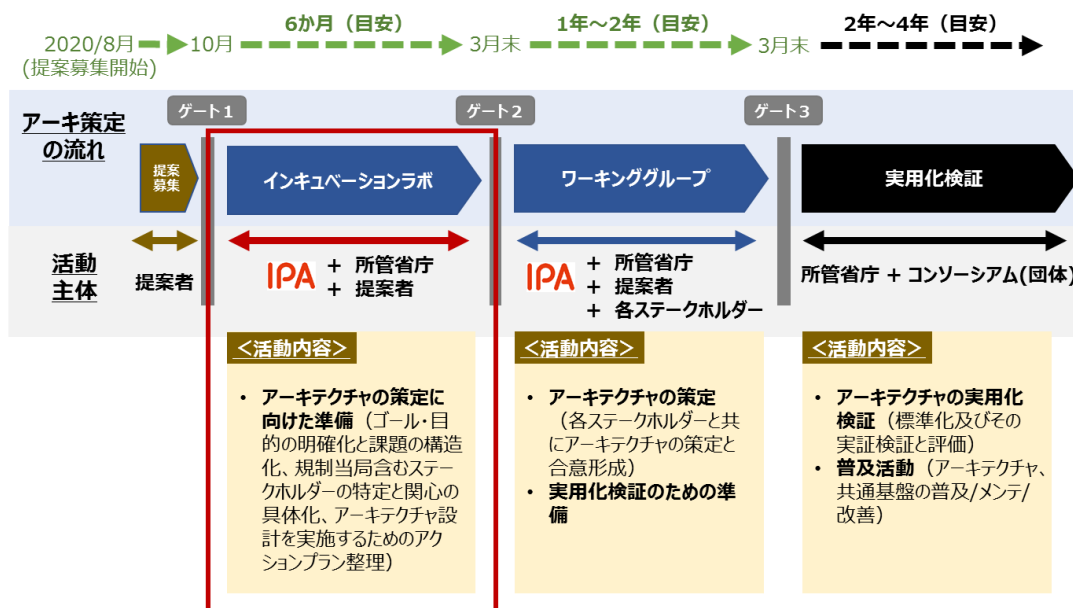 6か月（目安）
1年～2年（目安）
2年～4年（目安）
2020/8月
10月
3月末
3月末
(提案募集開始)
ゲート1
ゲート2
ゲート3
アーキ策定
の流れ
提案
募集
インキュベーションラボ
ワーキンググループ
実用化検証
活動
主体
提案者
IPA + 所管省庁
+ 提案者
IPA + 所管省庁
+ 提案者
+ 各ステークホルダー
所管省庁 + コンソーシアム(団体)
＜活動内容＞
• アーキテクチャの策定に
向けた準備（ゴール・目
的の明確化と課題の構造
化、規制当局含むステー
クホルダーの特定と関心の
具体化、アーキテクチャ設
計を実施するためのアク
ションプラン整理）
＜活動内容＞
• アーキテクチャの策定
（各ステークホルダーと共
にアーキテクチャの策定と
合意形成）
• 実用化検証のための準
備
＜活動内容＞
• アーキテクチャの実用化
検証（標準化及びその
実証検証と評価）
• 普及活動（アーキテクチャ、
共通基盤の普及/メンテ/
改善）